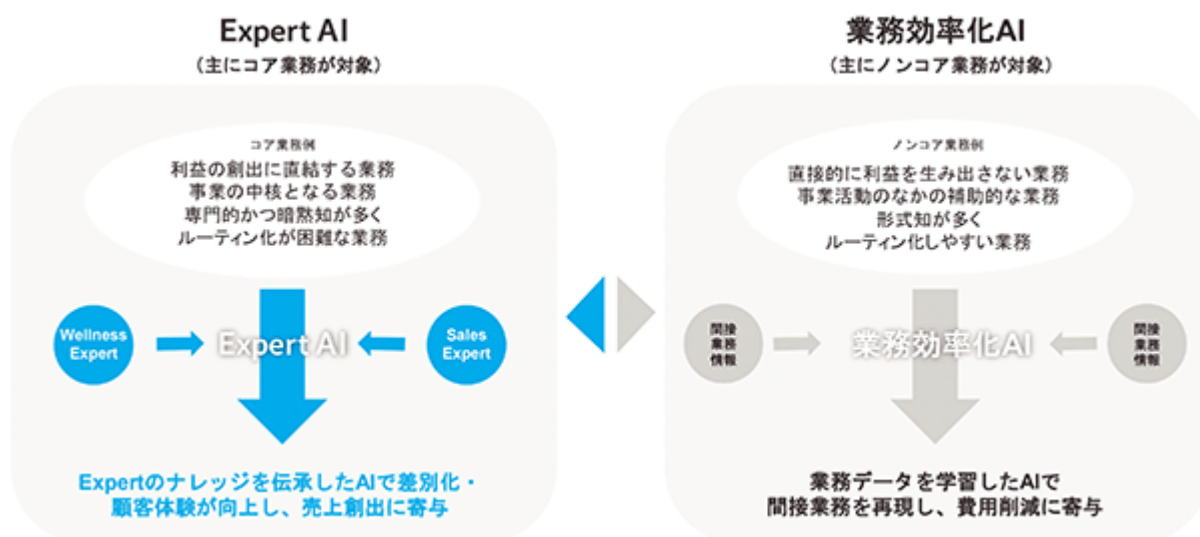 Expert AI
（主にコア業務が対象）
コア業務例
利益の創出に直結する業務
事業の中核となる業務
専門的かつ暗黙知が多く
ルーティン化が困難な業務
Wellness
Expert
Expert AI
Sales
Expert
Expertのナレッジを伝承したAIで差別化・
顧客体験が向上し、売上創出に寄与
業務効率化AI
（主にノンコア業務が対象）
ノンコア業務例
直接的に利益を生み出さない業務
事業活動のなかの補助的な業務
形式知が多く
ルーティン化しやすい業務
間接
業務
情報
業務効率化AI
間接
業務
情報
業務データを学習したAIで
間接業務を再現し、費用削減に寄与